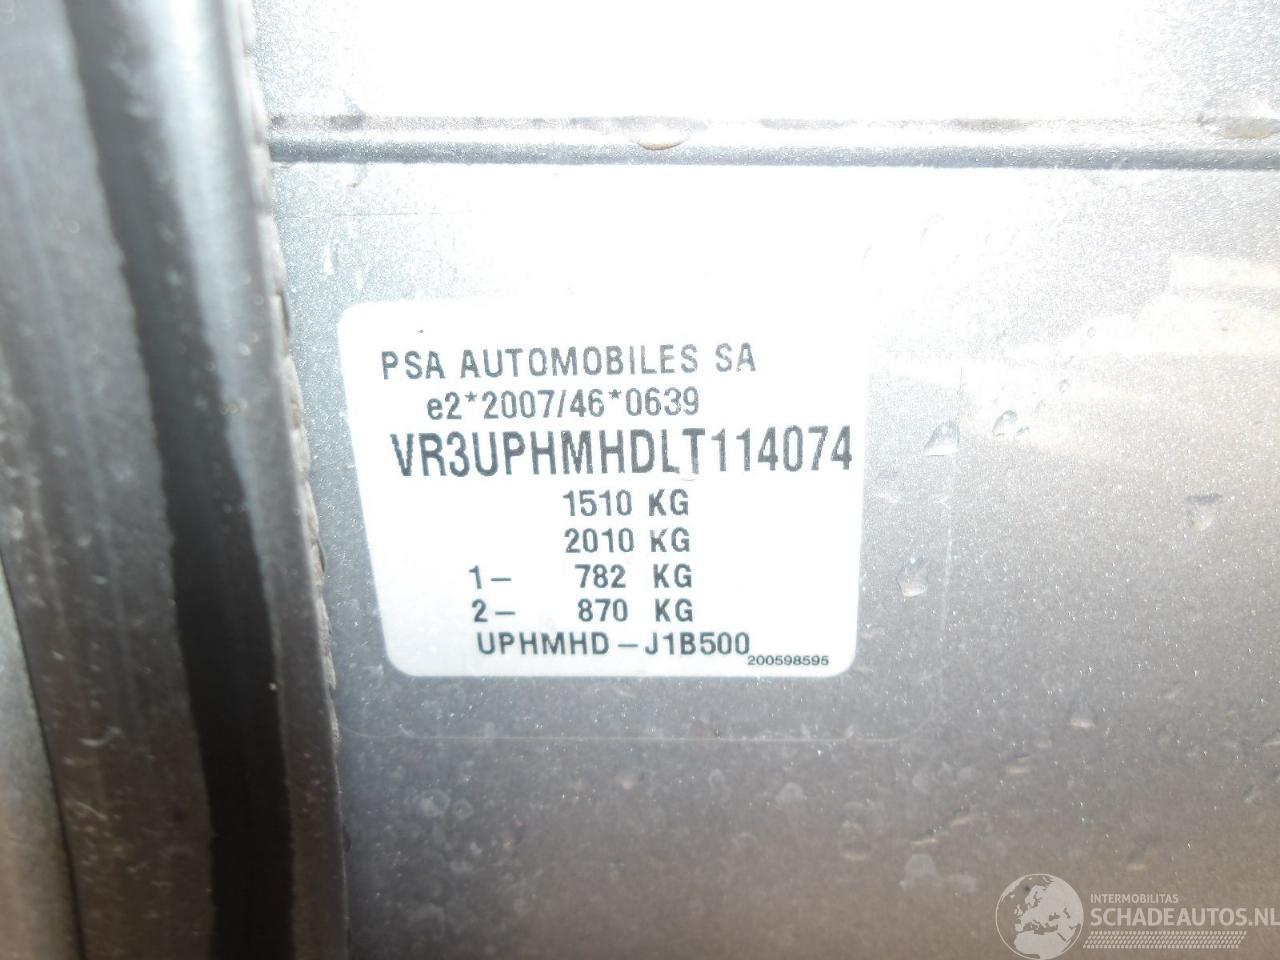 PSA AUTOMOBILES SA
e2*2007/46*0639
VR3UPHMHDLT114074
1510 KG
2010 KG
1- 782 KG
2- 870 KG
UPHMHD-J1B500
200598595
INTERMOBILITAS
SCHADEAUTOS.NL